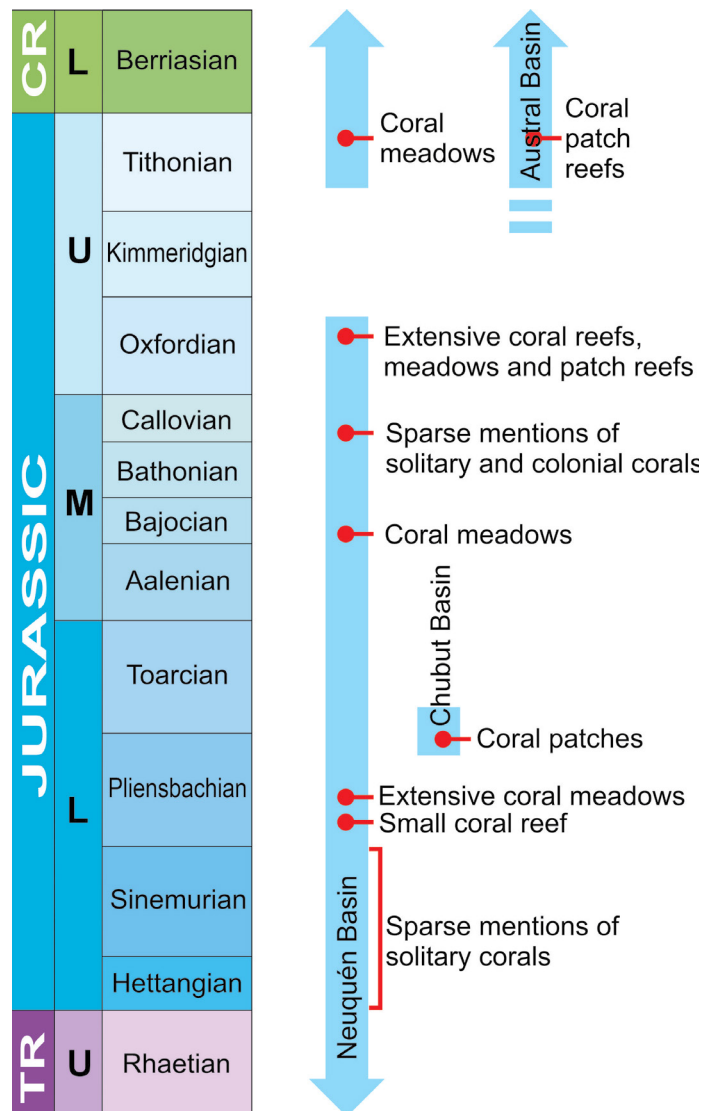 CR
L
Berriasian
JURASSIC
U
Tithonian
Kimmeridgian
Oxfordian
M
Callovian
Bathonian
Bajocian
Aalenian
L
Toarcian
Pliensbachian
Sinemurian
Hettangian
TR
U
Rhaetian
Coral
meadows
Austral Basin
Coral
patch
reefs
Extensive coral reefs,
meadows and patch reefs
Sparse mentions of
solitary and colonial corals
Coral meadows
Chubut Basin
Coral patches
Extensive coral meadows
Small coral reef
Neuquén Basin
Sparse mentions of
solitary corals